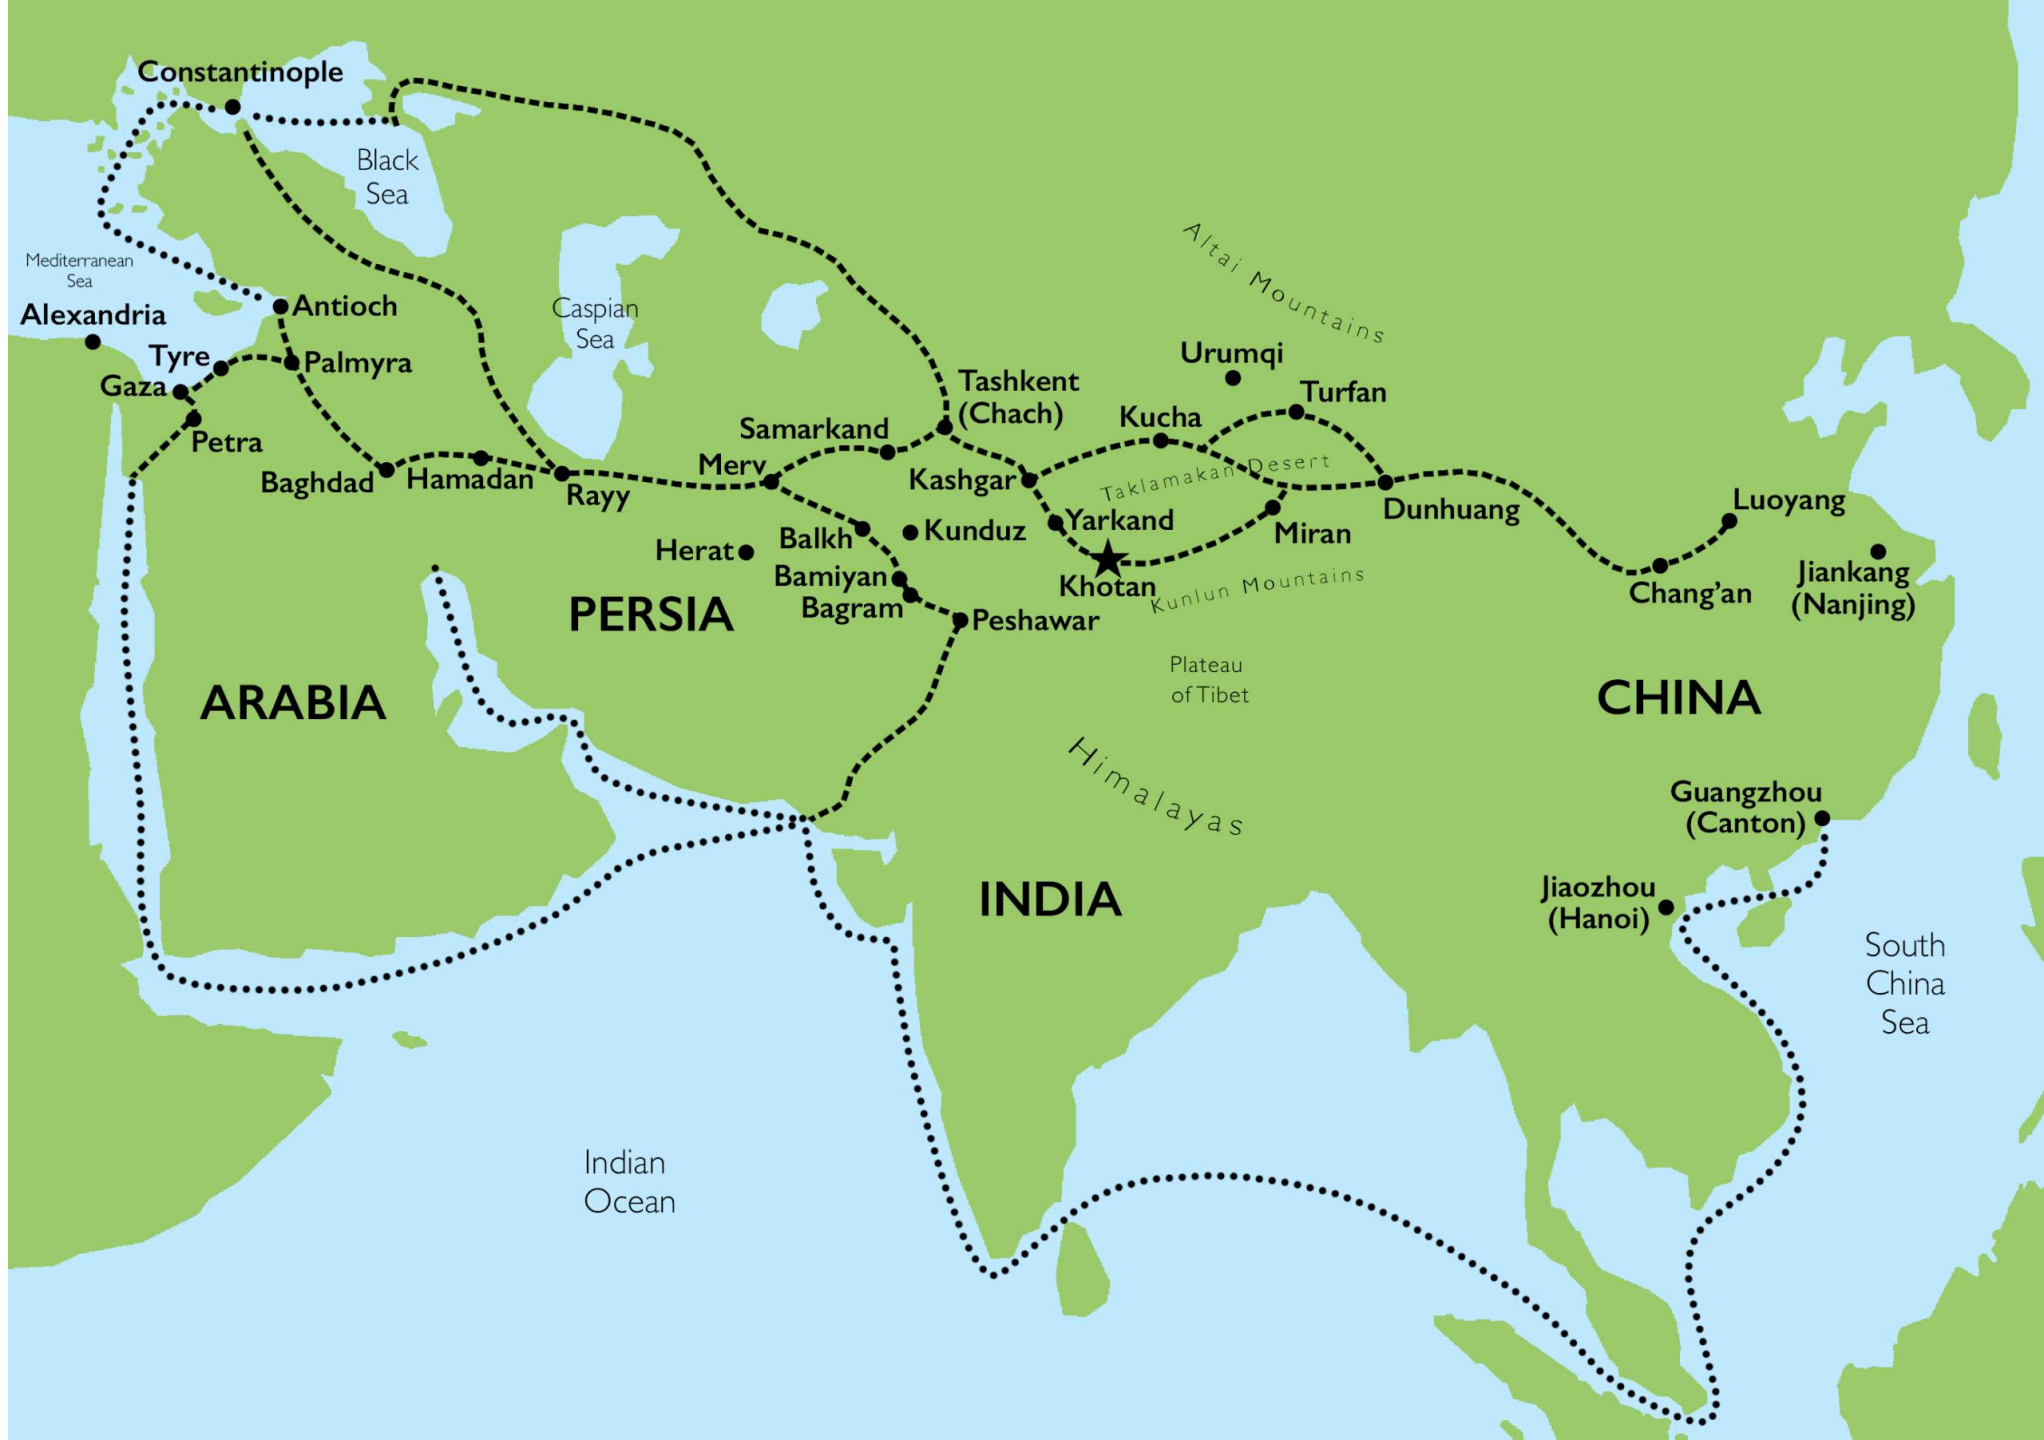 Constantinople
Black
Sea
Mediterranean
Sea
Alexandria
Antioch
Caspian
Sea
Altai Mountains
Tyre
Palmyra
Gaza
Petra
Urumqi
Turfan
Tashkent
(Chach)
Kucha
Samarkand
Merv
Kashgar
Taklamakan Desert
Baghdad
Hamadan
Rayy
Dunhuang
Luoyang
Yarkand
Miran
Balkh
Kunduz
Herat
Bamiyan
Bagram
Khotan
Kunlun Mountains
Peshawar
Chang’an
Jiankang
(Nanjing)
PERSIA
Plateau
of Tibet
ARABIA
CHINA
Himalayas
Guangzhou
(Canton)
INDIA
Jiaozhou
(Hanoi)
South
China
Sea
Indian
Ocean